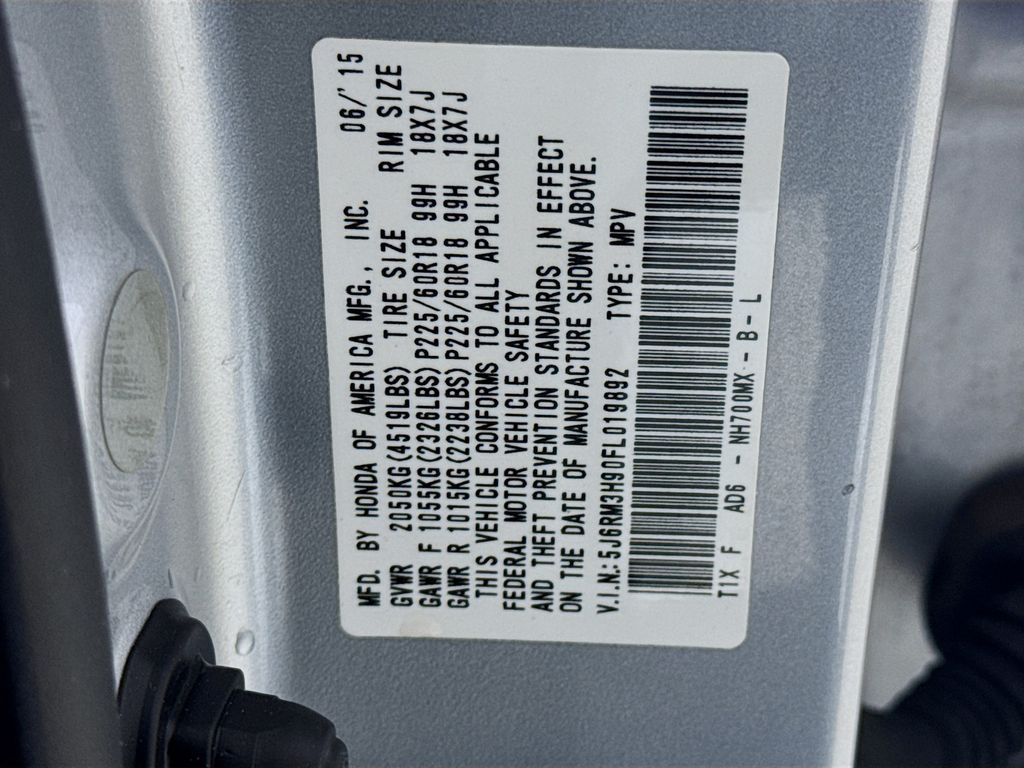 MFD. BY HONDA OF AMERICA MFG., INC. 06/'15
GVWR 2050KG(4519LBS) TIRE SIZE RIM SIZE
GAWR F 1055KG(2326LBS)P225/60R18 99H 18X7J
GAWR R 1015KG(2238LBS)P225/60R18 99H 18X7J
THIS VEHICLE CONFORMS TO ALL APPLICABLE
FEDERAL MOTOR VEHICLE SAFETY
AND THEFT PREVENTION STANDARDS IN EFFECT
ON THE DATE OF MANUFACTURE SHOWN ABOVE.
V.I.N.:5J6RM3H90FL019892 TYPE: MPV
T1X F AD6 - NH700MX-- B - L